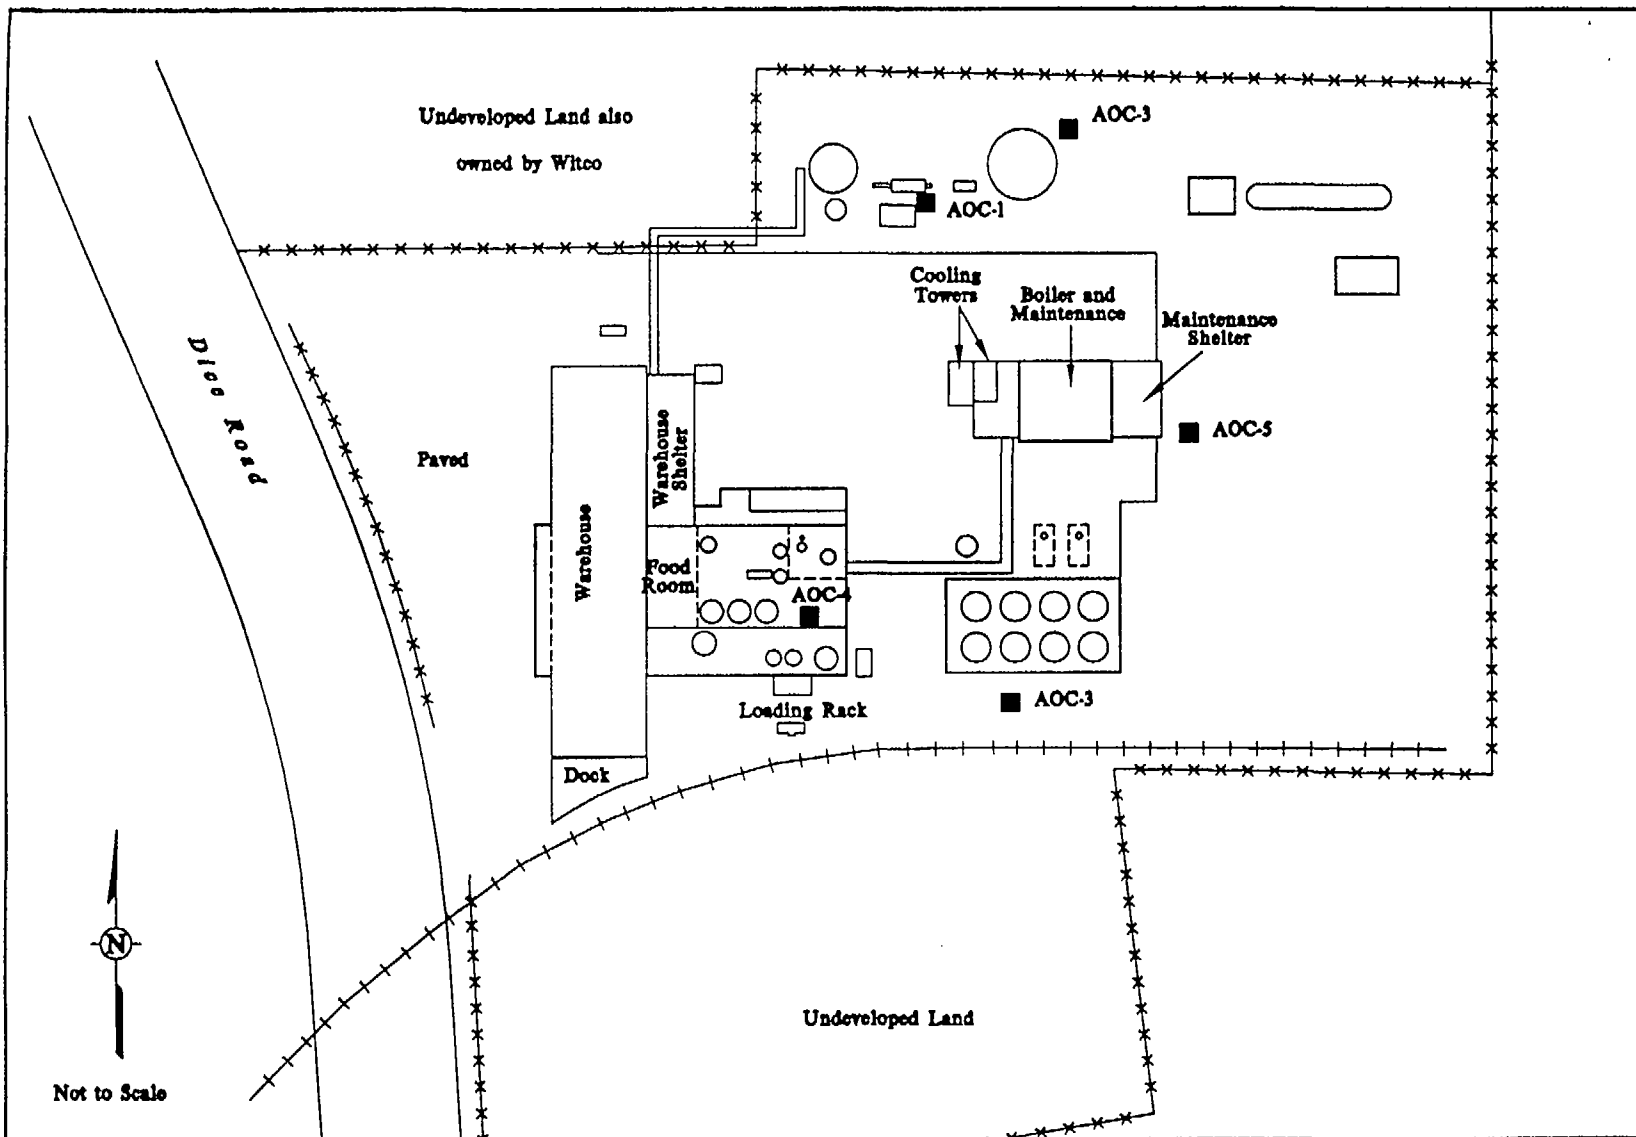 Undeveloped Land also
owned by Witco
AOC-3
AOC-1
Cooling
Towers
Boiler and
Maintenance
Maintenance
Shelter
Dice Road
AOC-5
Paved
Warehouse
Shelter
Warehouse
Food
Room
AOC-4
AOC-3
Loading Rack
Dock
N
Undeveloped Land
Not to Scale